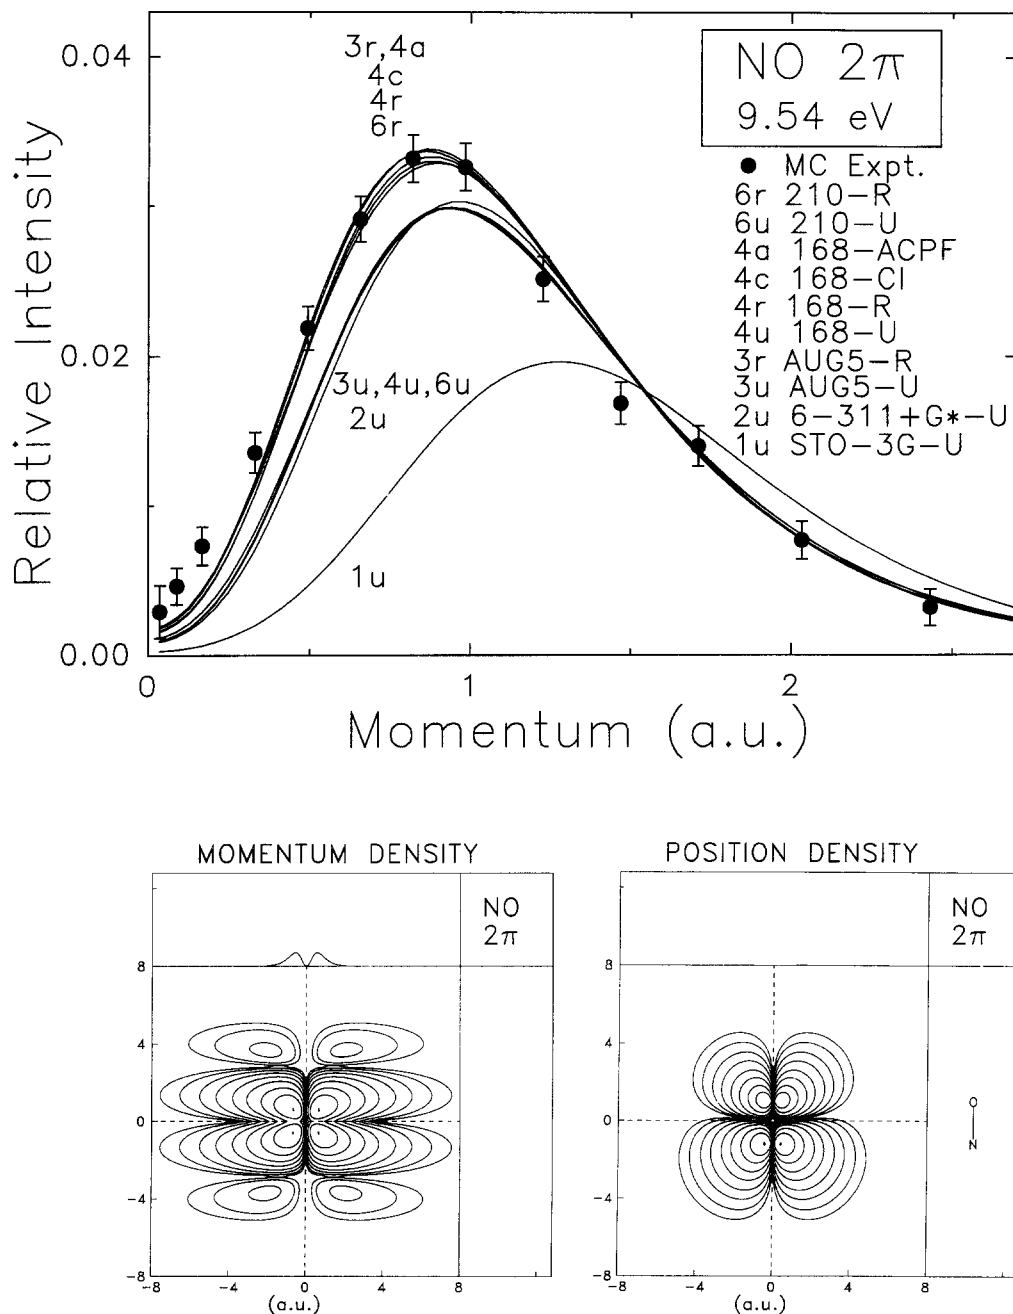 0.04
0.02
0.00
Relative Intensity
3r,4a
4c
4r
6r
3u,4u,6u
2u
1u
NO 2π
9.54 eV
● MC Expt.
6r 210-R
6u 210-U
4a 168-ACPF
4c 168-CI
4r 168-R
4u 168-U
3r AUG5-R
3u AUG5-U
2u 6-311+G*-U
1u STO-3G-U
0 1 2
Momentum (a.u.)
MOMENTUM DENSITY
NO
2π
8
4
0
-4
-8
-8 -4 0 4 8
(a.u.)
POSITION DENSITY
NO
2π
8
4
0
-4
-8
-8 -4 0 4 8
(a.u.)
O
N